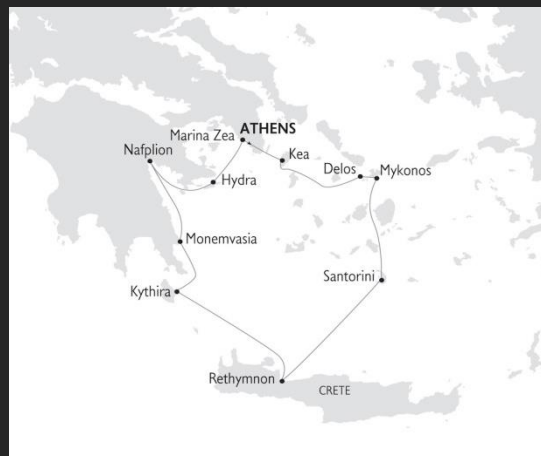 ATHENS
Marina Zea
Nafplion
Kea
Delos
Mykonos
Hydra
Monemvasia
Santorini
Kythira
Rethymnon
CRETE